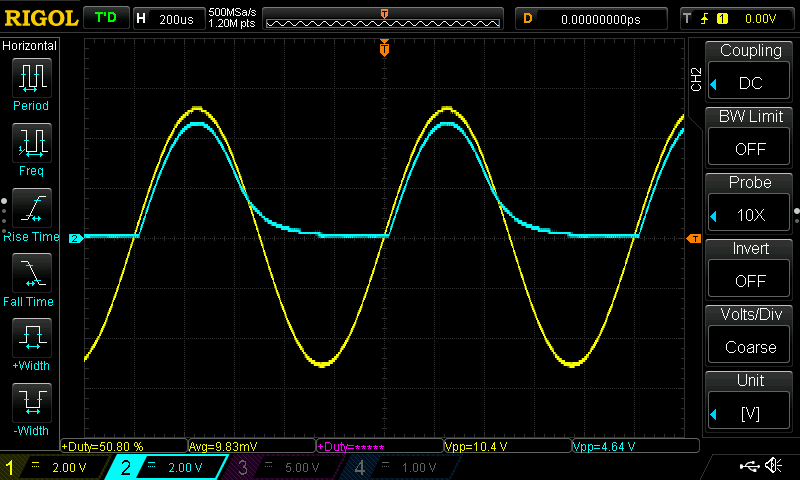 RIGOL T'D H 200us 500MSa/s 1.20M pts T D 0.00000000ps T 1 0.00V
Horizontal
Period
Freq
Rise Time
Fall Time
+Width
-Width
T
2
T
CH2
Coupling
DC
BW Limit
OFF
Probe
10X
Invert
OFF
Volts/Div
Coarse
Unit
[V]
+Duty=50.80 % Avg=9.83mV +Duty=***** Vpp=10.4 V Vpp=4.64 V
1 2.00 V 2 2.00 V 3 5.00 V 4 1.00 V